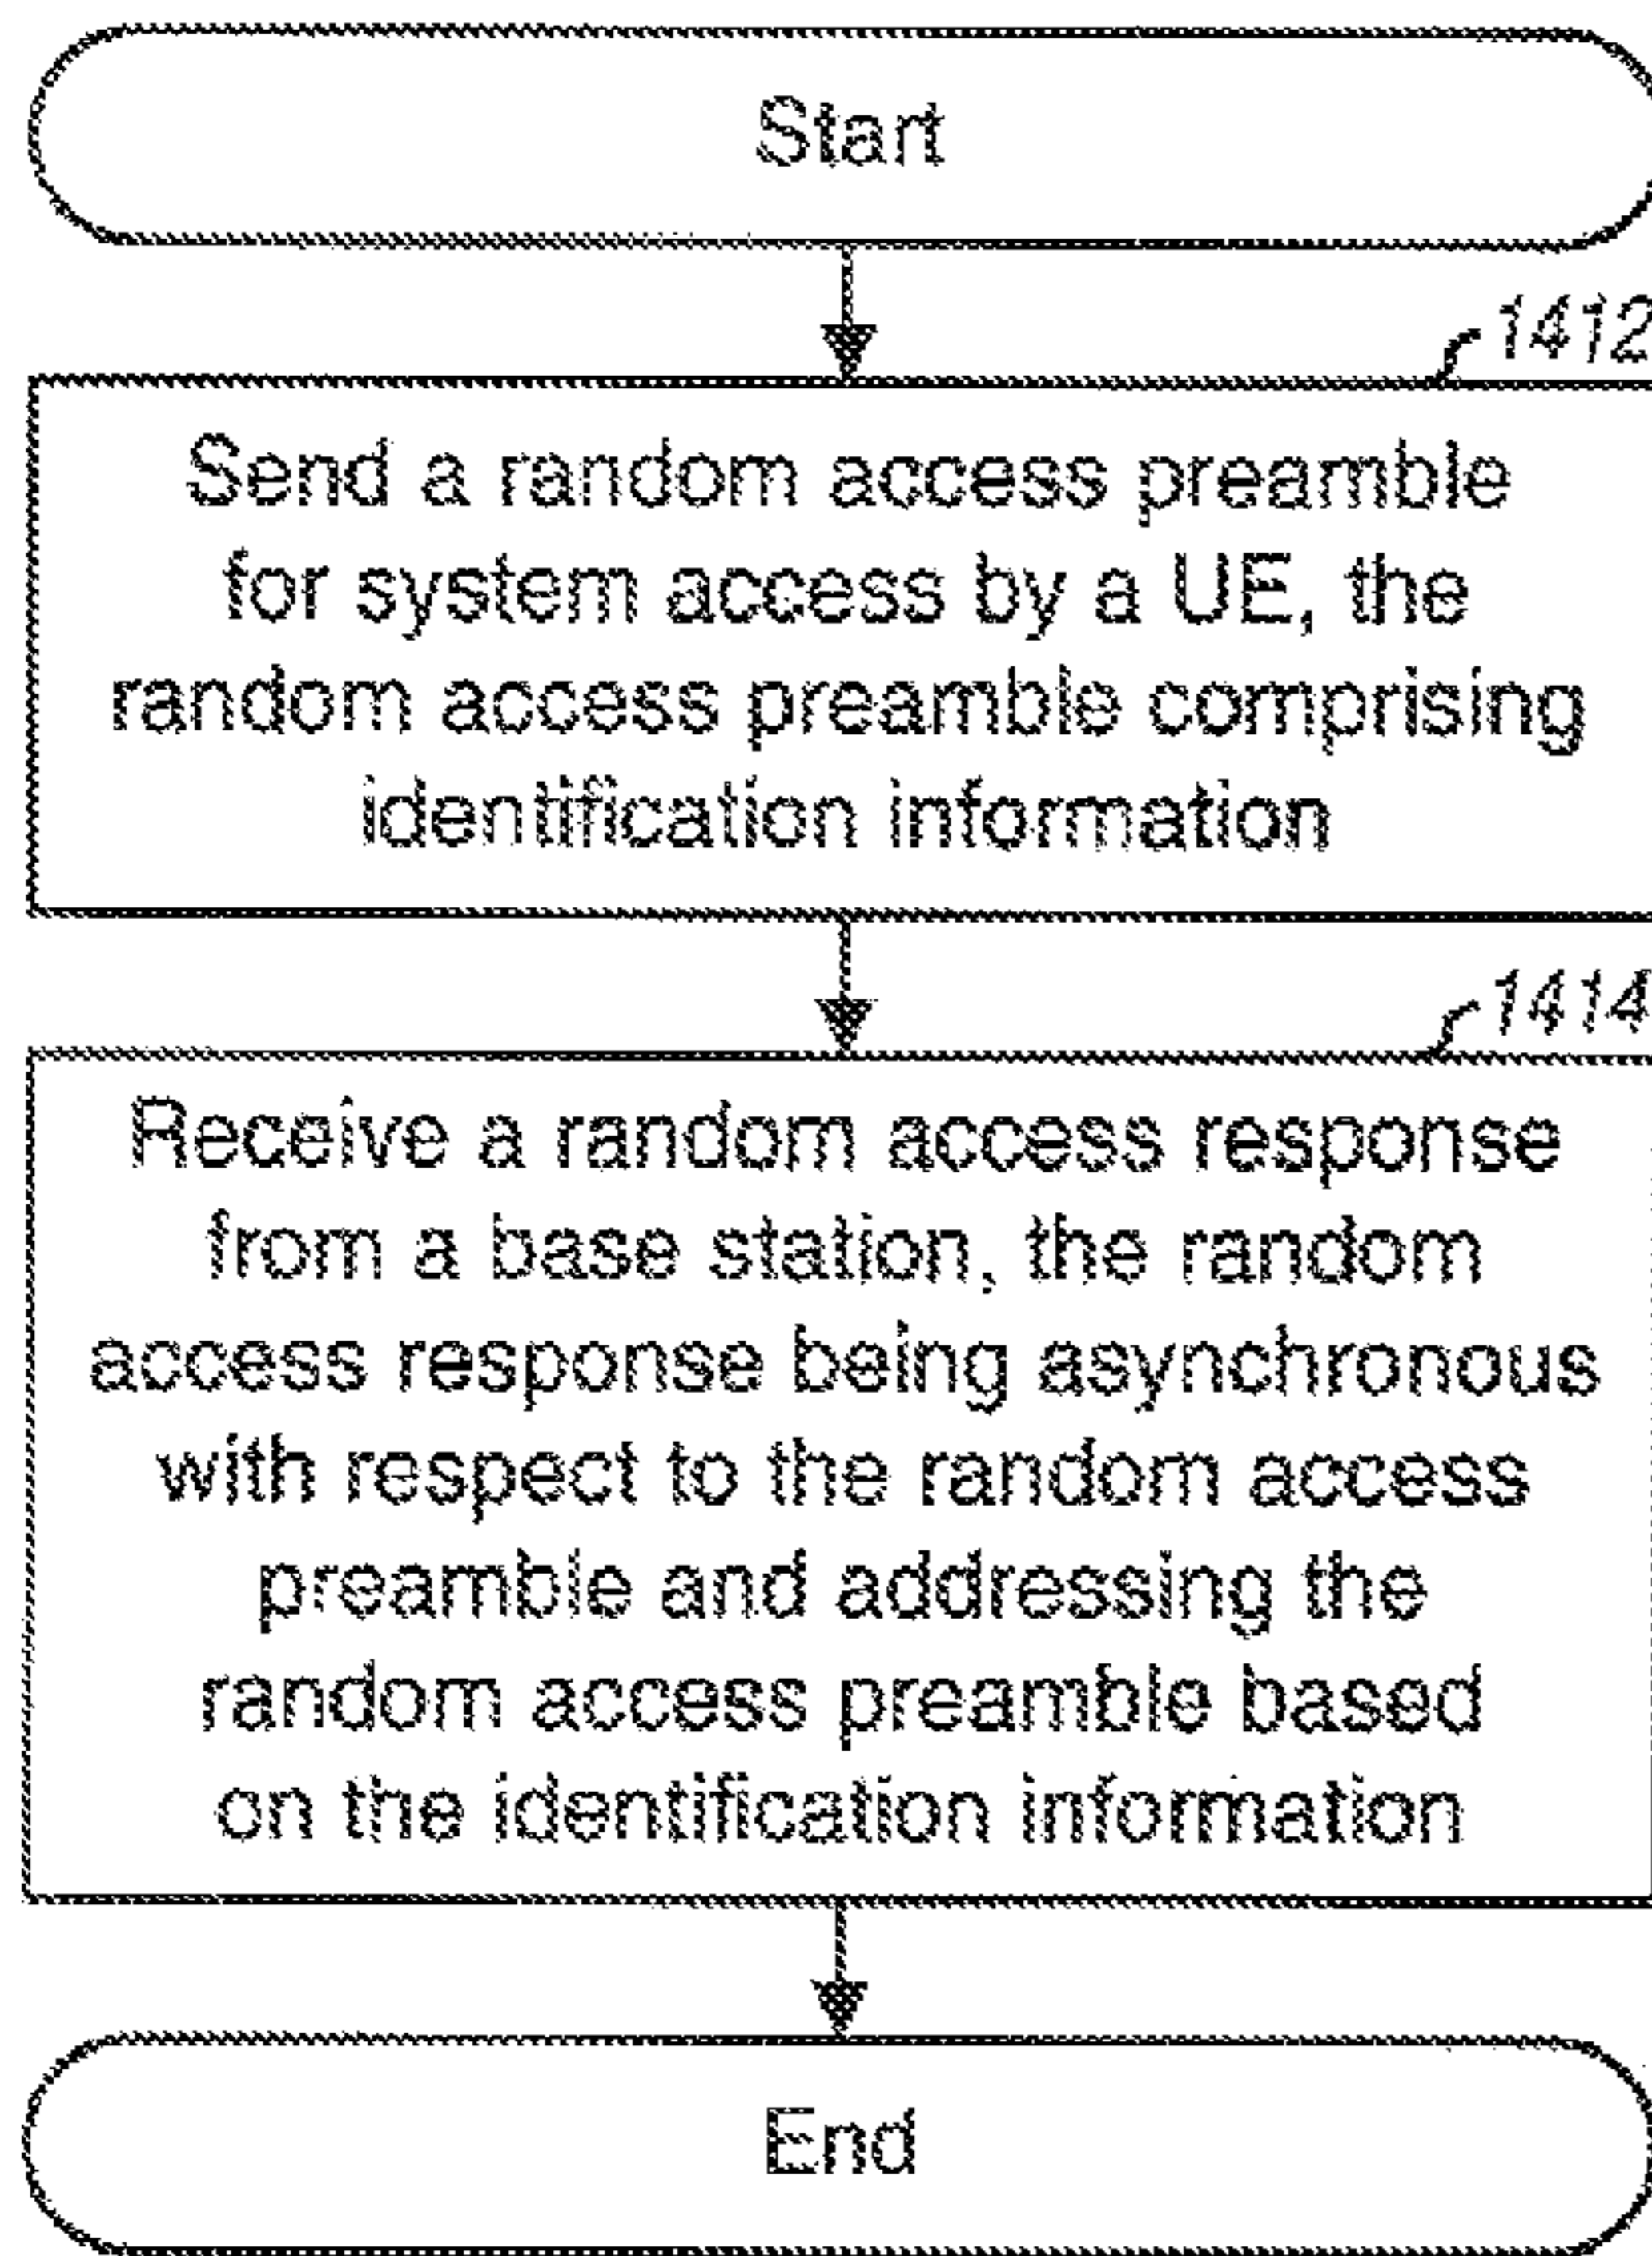 Start
1412
Send a random access preamble
for system access by a UE, the
random access preamble comprising
identification information
1414
Receive a random access response
from a base station, the random
access response being asynchronous
with respect to the random access
preamble and addressing the
random access preamble based
on the identification information
End